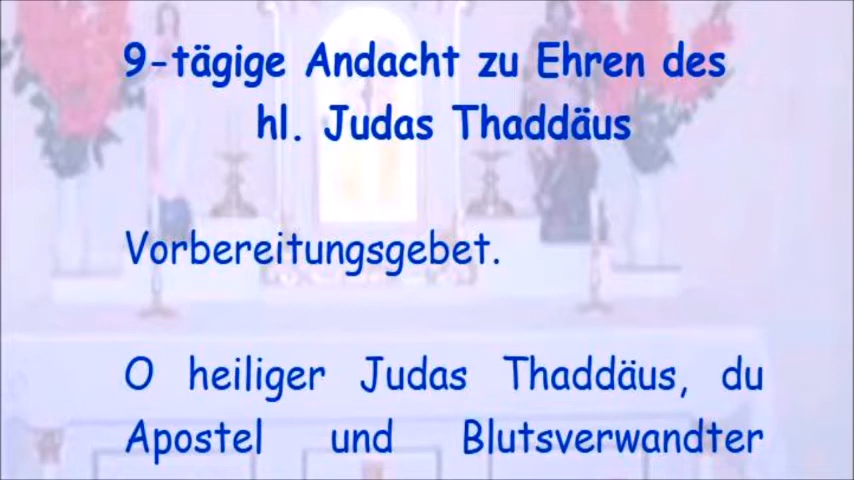 9-tägige Andacht zu Ehren des
hl. Judas Thaddäus
Vorbereitungsgebet.
O heiliger Judas Thaddäus, du
Apostel und Blutsverwandter